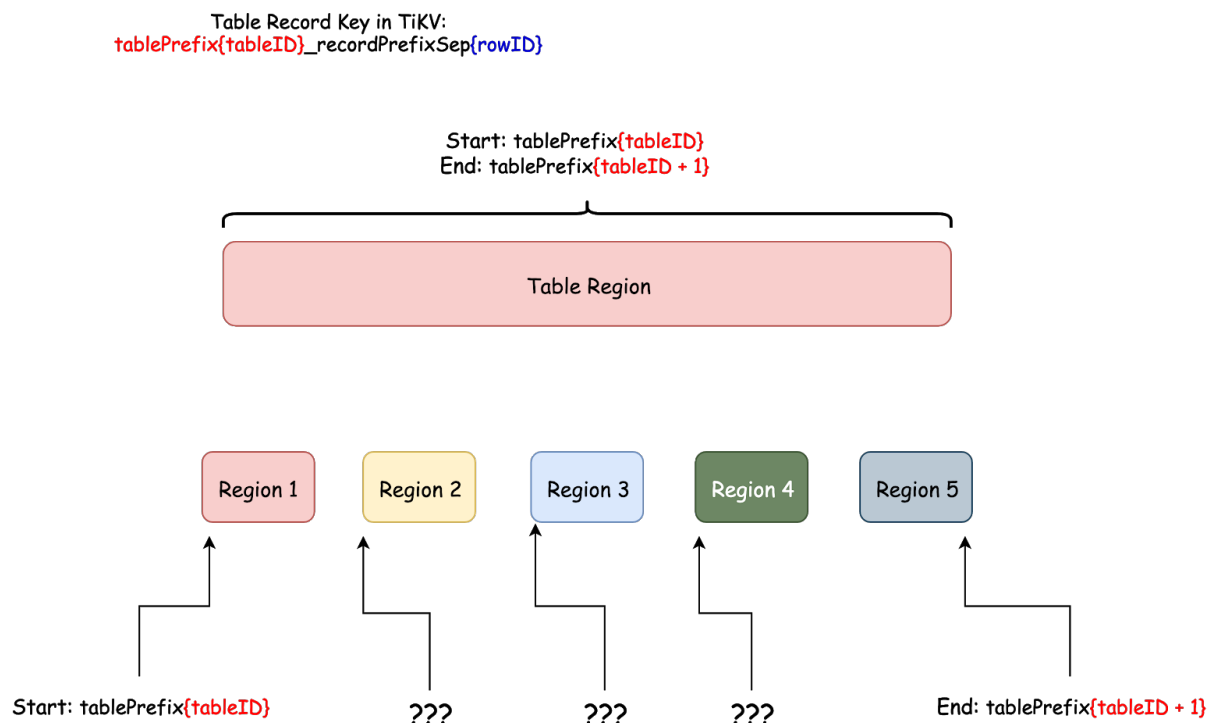 Table Record Key in TiKV:
tablePrefix{tableID}_recordPrefixSep{rowID}
Start: tablePrefix{tableID}
End: tablePrefix{tableID + 1}
Table Region
Region 1
Region 2
Region 3
Region 4
Region 5
Start: tablePrefix{tableID}
???
???
???
End: tablePrefix{tableID + 1}